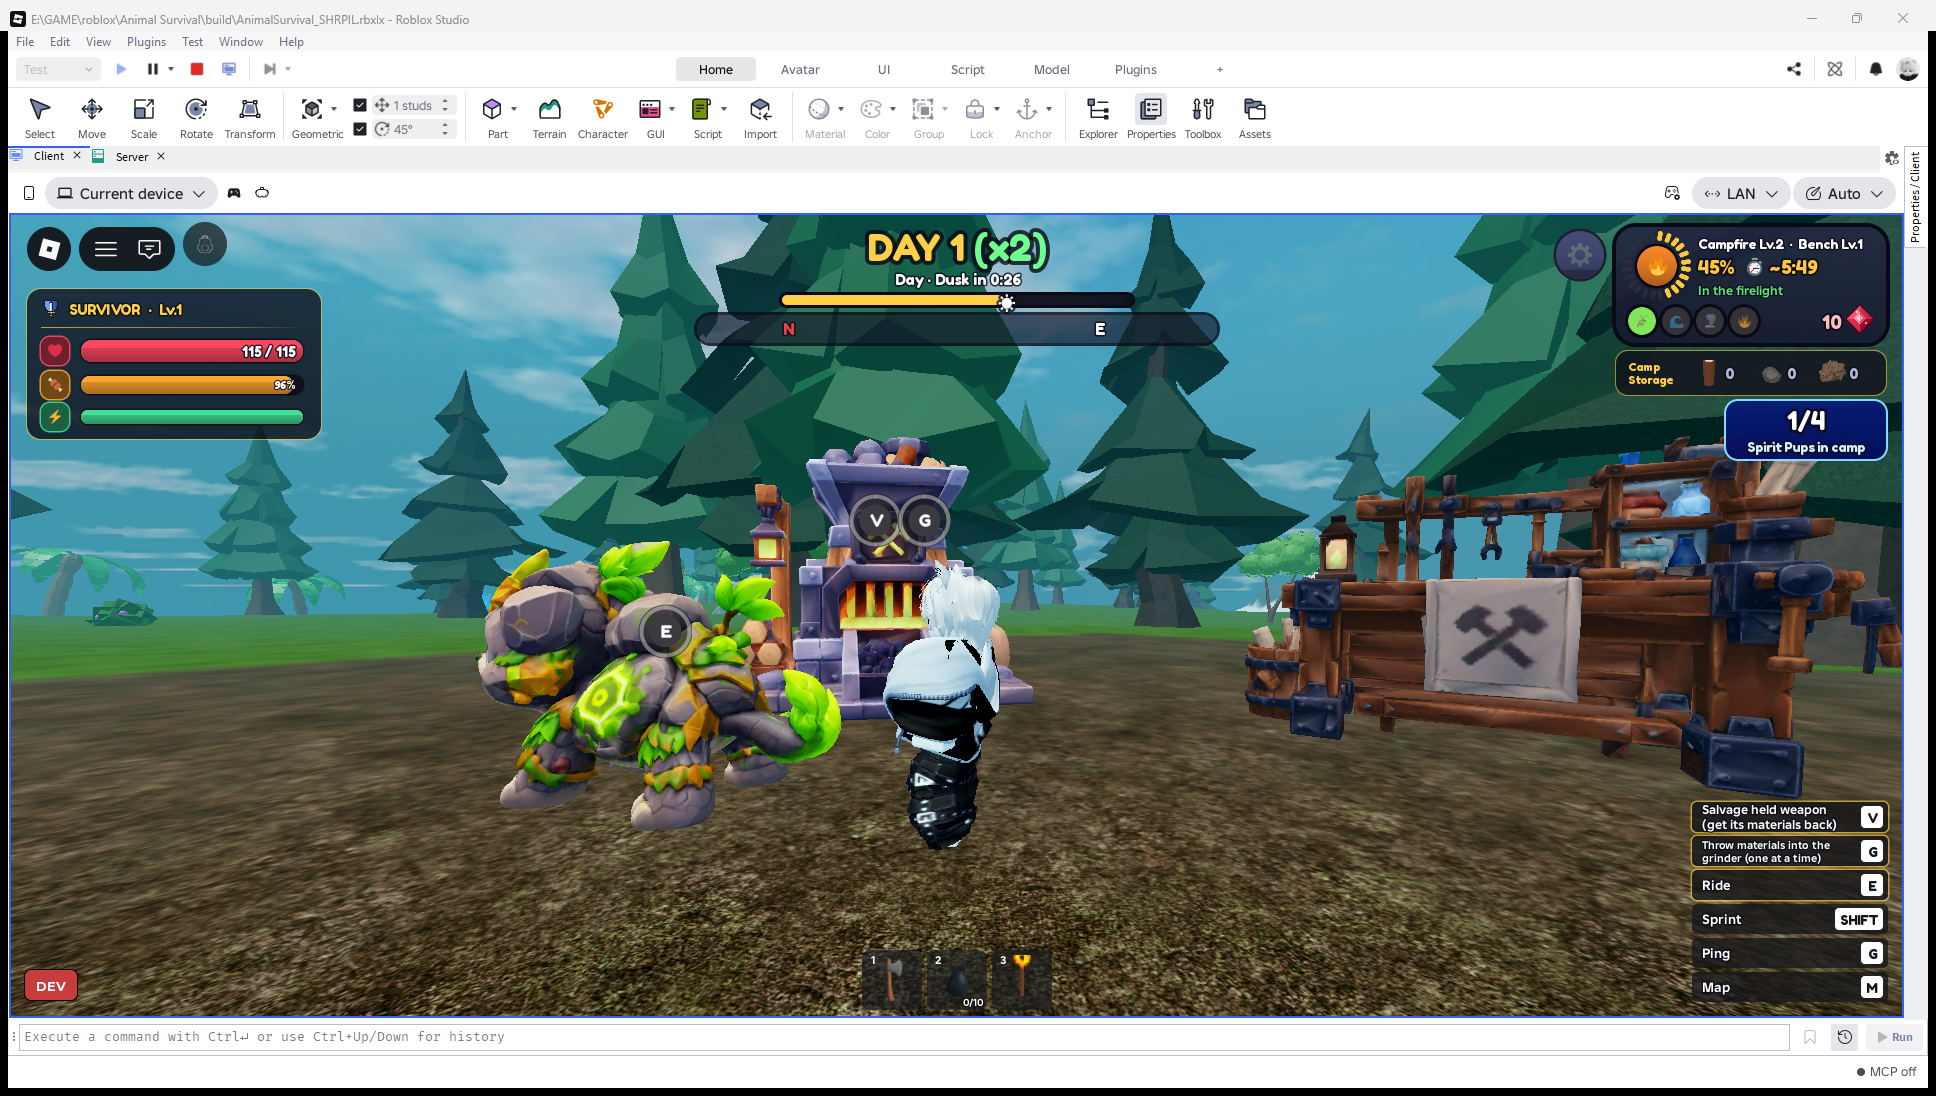 E:\GAME\roblox\Animal Survival\build\AnimalSurvival_SHRPIL.rbxlx - Roblox Studio
File Edit View Plugins Test Window Help
Test
Home Avatar UI Script Model Plugins +
1 studs
45°
Select Move Scale Rotate Transform Geometric Part Terrain Character GUI Script Import Material Color Group Lock Anchor Explorer Properties Toolbox Assets
Client Server
Properties / Client
Current device
LAN
Auto
DAY 1 (x2)
Day · Dusk in 0:26
N E
SURVIVOR · Lv.1
115 / 115
96%
Campfire Lv.2 · Bench Lv.1
45% ~5:49
In the firelight
10
Camp
Storage
0 0 0
1/4
Spirit Pups in camp
V G
E
Salvage held weapon
(get its materials back) V
Throw materials into the
grinder (one at a time) G
Ride E
Sprint SHIFT
Ping G
Map M
1 2 3
0/10
DEV
Execute a command with Ctrl↵ or use Ctrl+Up/Down for history
Run
MCP off